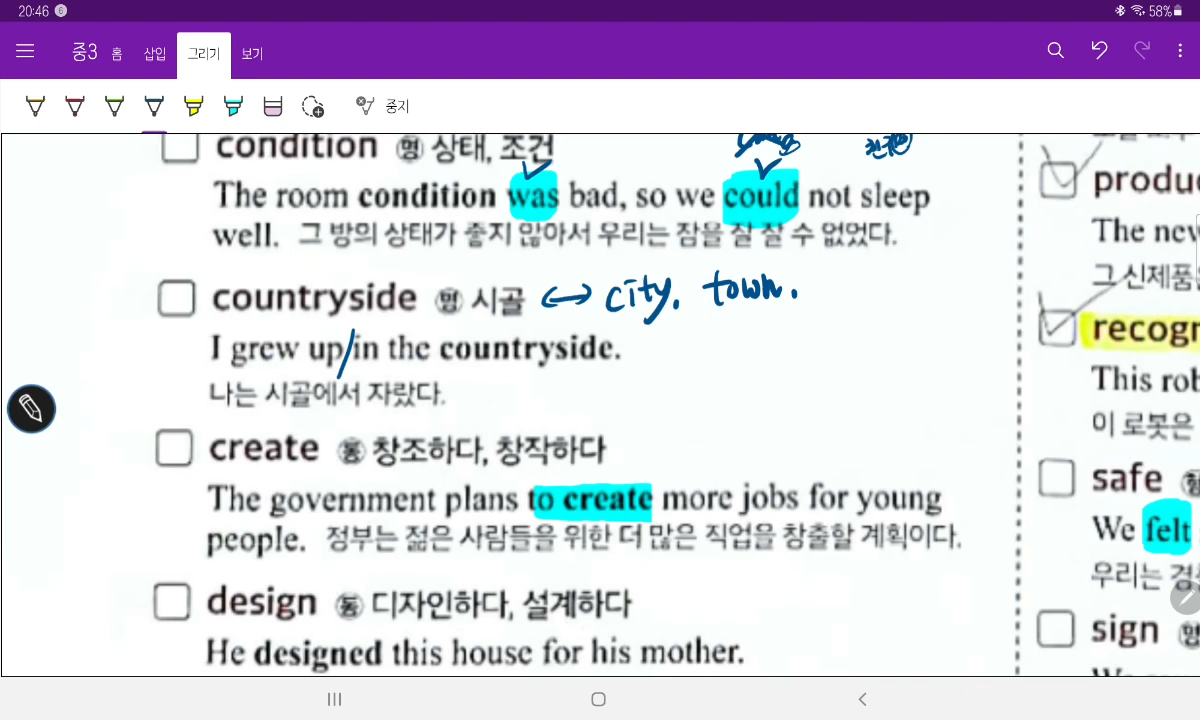 20:46 6 58%
중3 홈 삽입 그리기 보기
중지
condition 명 상태, 조건
The room condition was bad, so we could not sleep
well. 그 방의 상태가 좋지 않아서 우리는 잠을 잘 잘 수 없었다.
countryside 명 시골 ↔ city. town.
I grew up/in the countryside.
나는 시골에서 자랐다.
create 동 창조하다, 창작하다
The government plans to create more jobs for young
people. 정부는 젊은 사람들을 위한 더 많은 직업을 창출할 계획이다.
design 동 디자인하다, 설계하다
He designed this house for his mother.
produ
The new
그 신제품은
recogn
This rob
이 로봇은
safe 형
We felt
우리는 경
sign 명